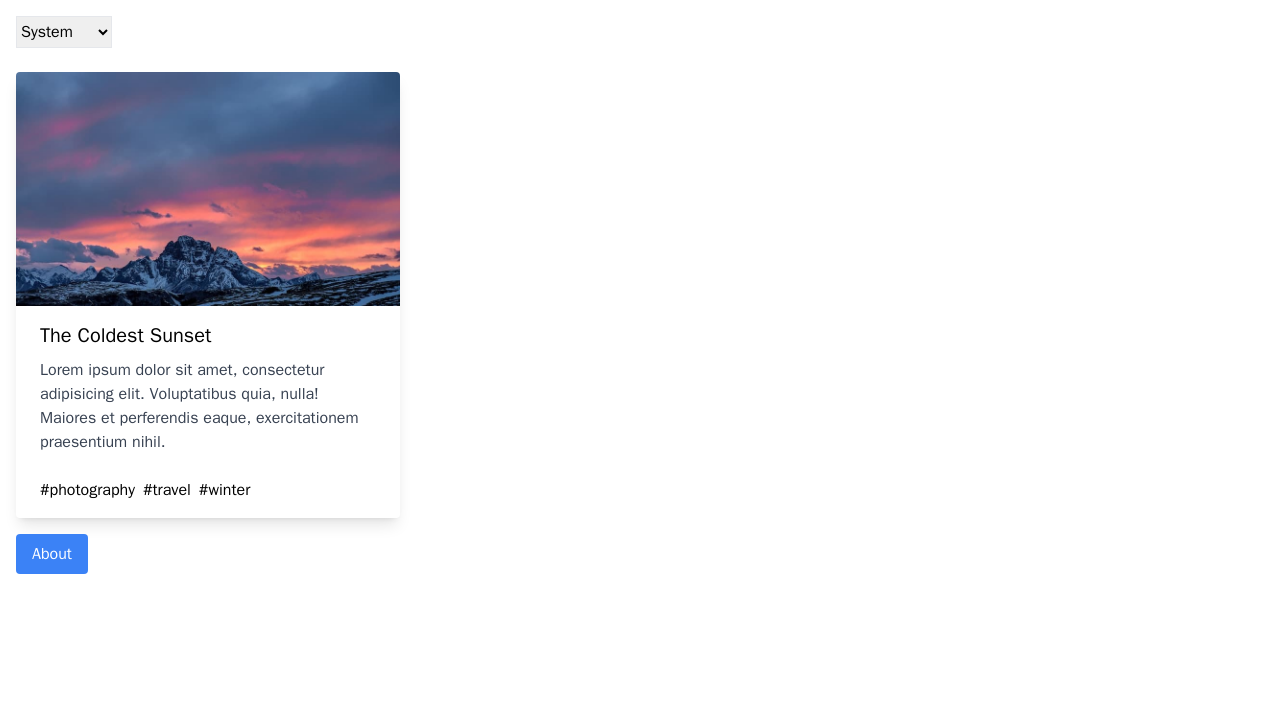 System
The Coldest Sunset
Lorem ipsum dolor sit amet, consectetur
adipisicing elit. Voluptatibus quia, nulla!
Maiores et perferendis eaque, exercitationem
praesentium nihil.
#photography #travel #winter
About